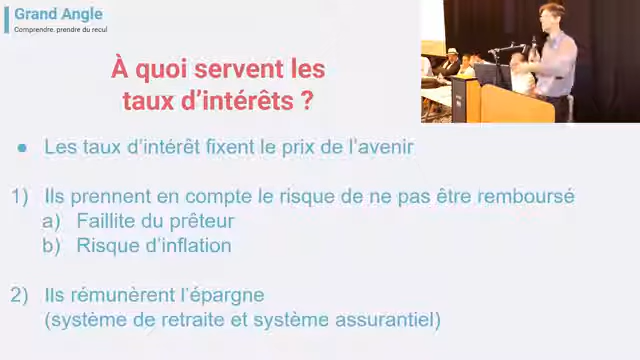 Grand Angle
Comprendre, prendre du recul
À quoi servent les
taux d'intérêts ?
● Les taux d'intérêt fixent le prix de l'avenir
1) Ils prennent en compte le risque de ne pas être remboursé
a) Faillite du prêteur
b) Risque d'inflation
2) Ils rémunèrent l'épargne
(système de retraite et système assurantiel)